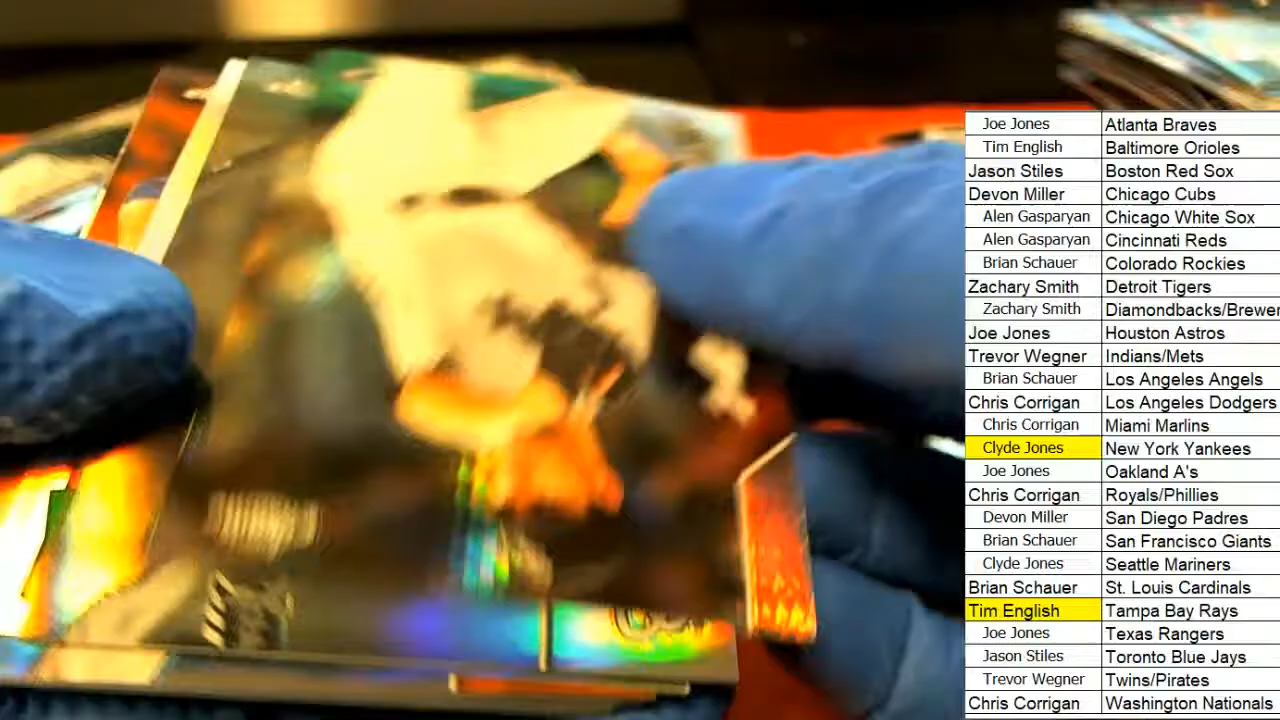 Joe Jones Atlanta Braves
Tim English Baltimore Orioles
Jason Stiles Boston Red Sox
Devon Miller Chicago Cubs
Alen Gasparyan Chicago White Sox
Alen Gasparyan Cincinnati Reds
Brian Schauer Colorado Rockies
Zachary Smith Detroit Tigers
Zachary Smith Diamondbacks/Brewer
Joe Jones Houston Astros
Trevor Wegner Indians/Mets
Brian Schauer Los Angeles Angels
Chris Corrigan Los Angeles Dodgers
Chris Corrigan Miami Marlins
Clyde Jones New York Yankees
Joe Jones Oakland A's
Chris Corrigan Royals/Phillies
Devon Miller San Diego Padres
Brian Schauer San Francisco Giants
Clyde Jones Seattle Mariners
Brian Schauer St. Louis Cardinals
Tim English Tampa Bay Rays
Joe Jones Texas Rangers
Jason Stiles Toronto Blue Jays
Trevor Wegner Twins/Pirates
Chris Corrigan Washington Nationals